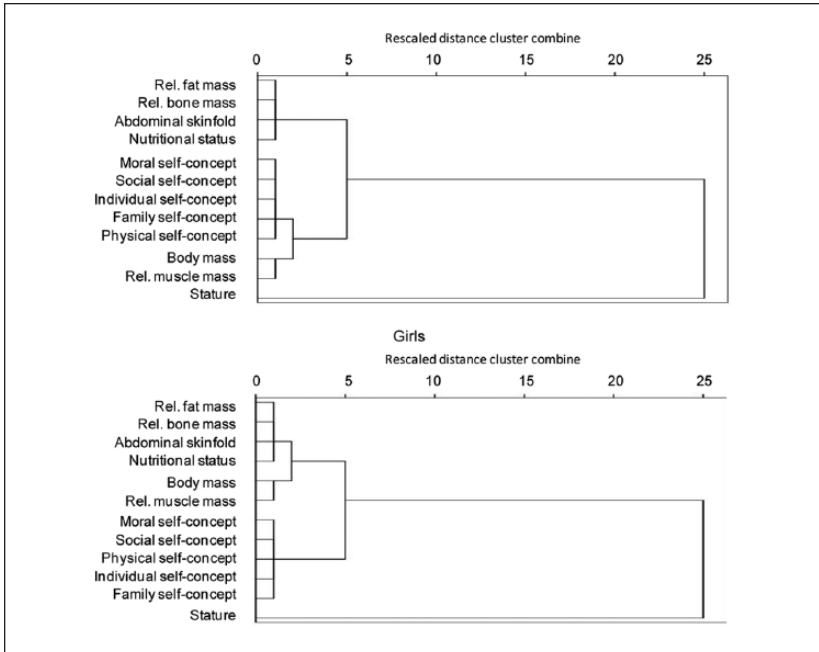 Rescaled distance cluster combine
0 5 10 15 20 25
Rel. fat mass
Rel. bone mass
Abdominal skinfold
Nutritional status
Moral self-concept
Social self-concept
Individual self-concept
Family self-concept
Physical self-concept
Body mass
Rel. muscle mass
Stature
Girls
Rescaled distance cluster combine
0 5 10 15 20 25
Rel. fat mass
Rel. bone mass
Abdominal skinfold
Nutritional status
Body mass
Rel. muscle mass
Moral self-concept
Social self-concept
Physical self-concept
Individual self-concept
Family self-concept
Stature